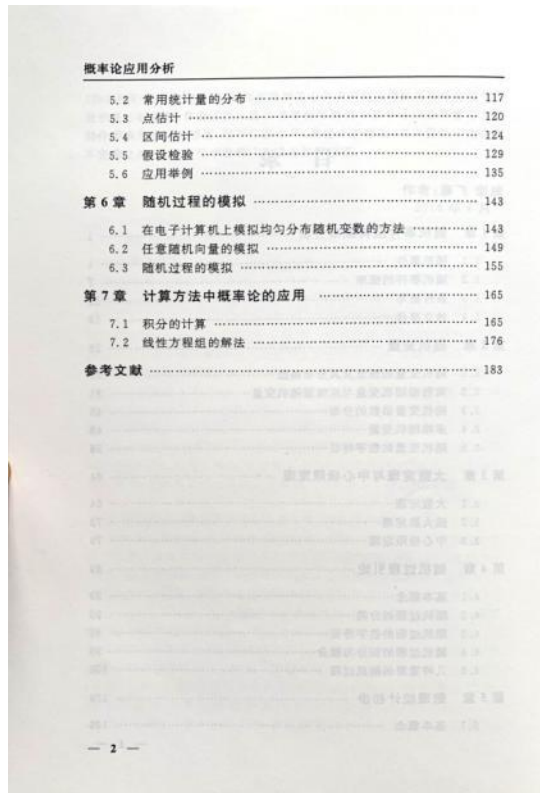 概率论应用分析
5.2 常用统计量的分布 …… 117
5.3 点估计 …… 120
5.4 区间估计 …… 124
5.5 假设检验 …… 129
5.6 应用举例 …… 135
第6章 随机过程的模拟 …… 143
6.1 在电子计算机上模拟均匀分布随机变数的方法 …… 143
6.2 任意随机向量的模拟 …… 149
6.3 随机过程的模拟 …… 155
第7章 计算方法中概率论的应用 …… 165
7.1 积分的计算 …… 165
7.2 线性方程组的解法 …… 176
参考文献 …… 183
— 2 —